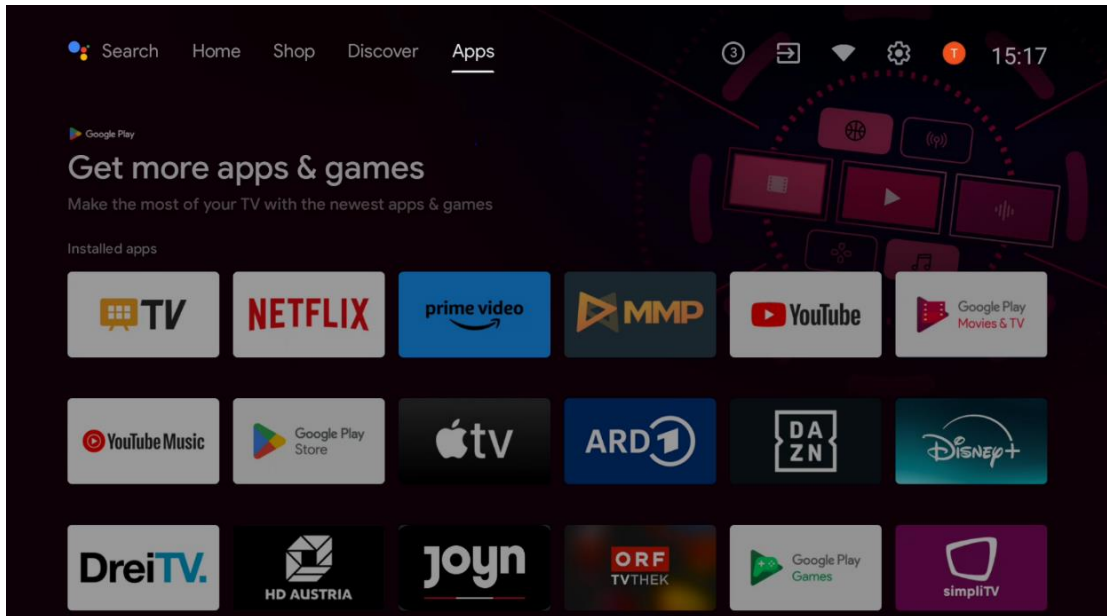 Search Home Shop Discover Apps 3 T 15:17
Google Play
Get more apps & games
Make the most of your TV with the newest apps & games
Installed apps
TV NETFLIX prime video MMP YouTube Google Play
Movies & TV
YouTube Music Google Play
Store
tv ARD 1 DA
ZN
Disney+
DreiTV. HD AUSTRIA joyn ORF
TVTHEK
Google Play
Games
simpliTV